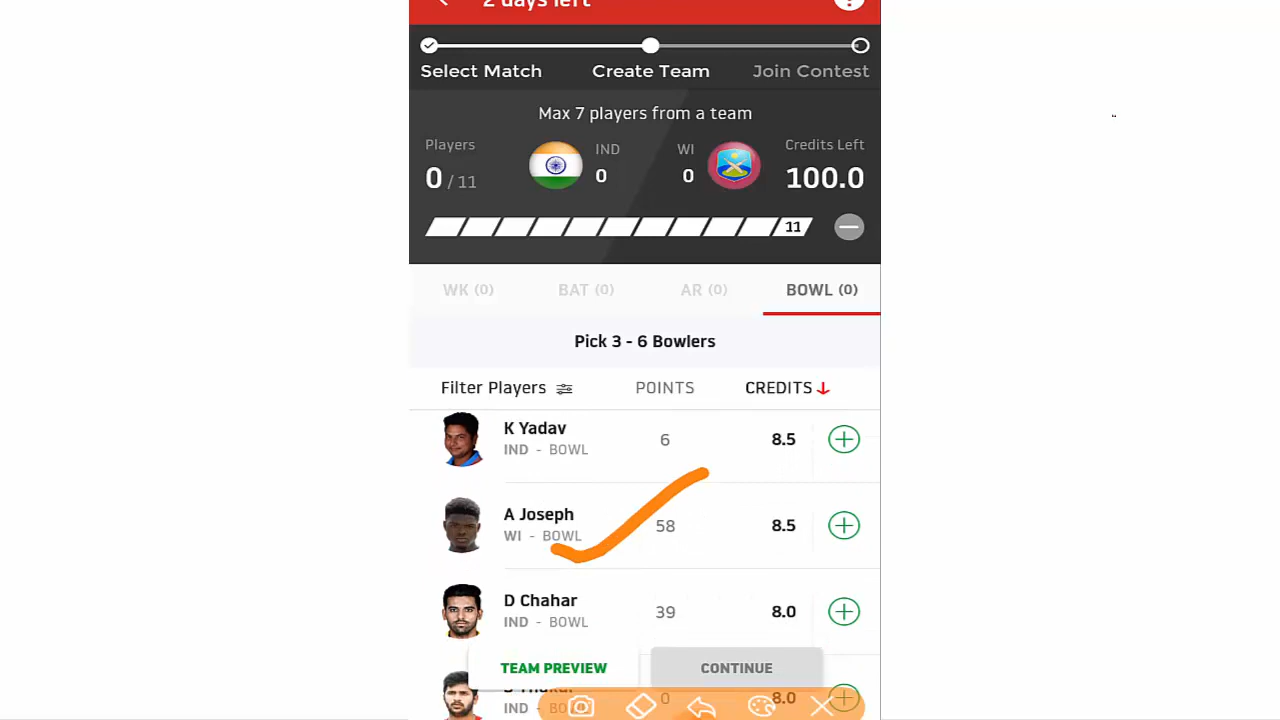 2 days left
Select Match Create Team Join Contest
Max 7 players from a team
Players IND WI Credits Left
0 / 11 0 0 100.0
11
WK (0) BAT (0) AR (0) BOWL (0)
Pick 3 - 6 Bowlers
Filter Players POINTS CREDITS
K Yadav 6 8.5
IND - BOWL
A Joseph 58 8.5
WI - BOWL
D Chahar 39 8.0
IND - BOWL
TEAM PREVIEW CONTINUE
0 8.0
IND - BOWL